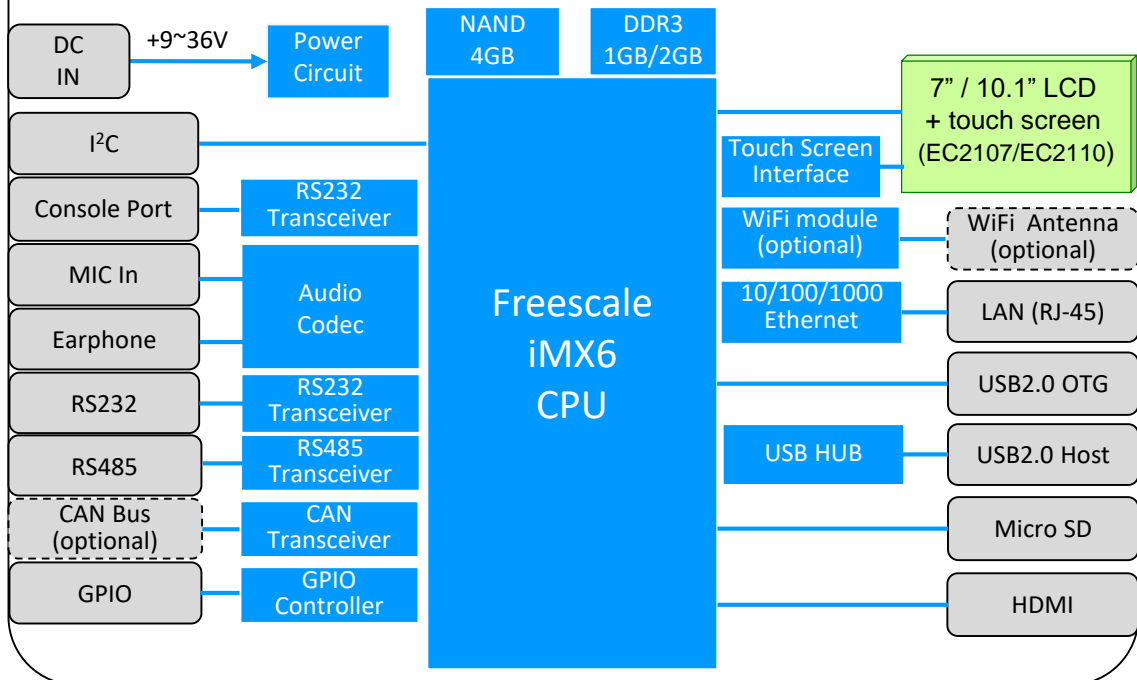 DC
IN
+9~36V
Power
Circuit
NAND
4GB
DDR3
1GB/2GB
I²C
Console Port
RS232
Transceiver
MIC In
Earphone
Audio
Codec
RS232
RS232
Transceiver
RS485
RS485
Transceiver
CAN Bus
(optional)
CAN
Transceiver
GPIO
GPIO
Controller
Freescale
iMX6
CPU
7” / 10.1” LCD
+ touch screen
(EC2107/EC2110)
Touch Screen
Interface
WiFi module
(optional)
WiFi Antenna
(optional)
10/100/1000
Ethernet
LAN (RJ-45)
USB2.0 OTG
USB HUB
USB2.0 Host
Micro SD
HDMI